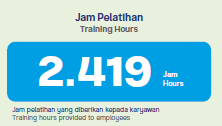 Jam Pelatihan
Training Hours
2.419 Jam
Hours
Jam pelatihan yang diberikan kepada karyawan
Training hours provided to employees